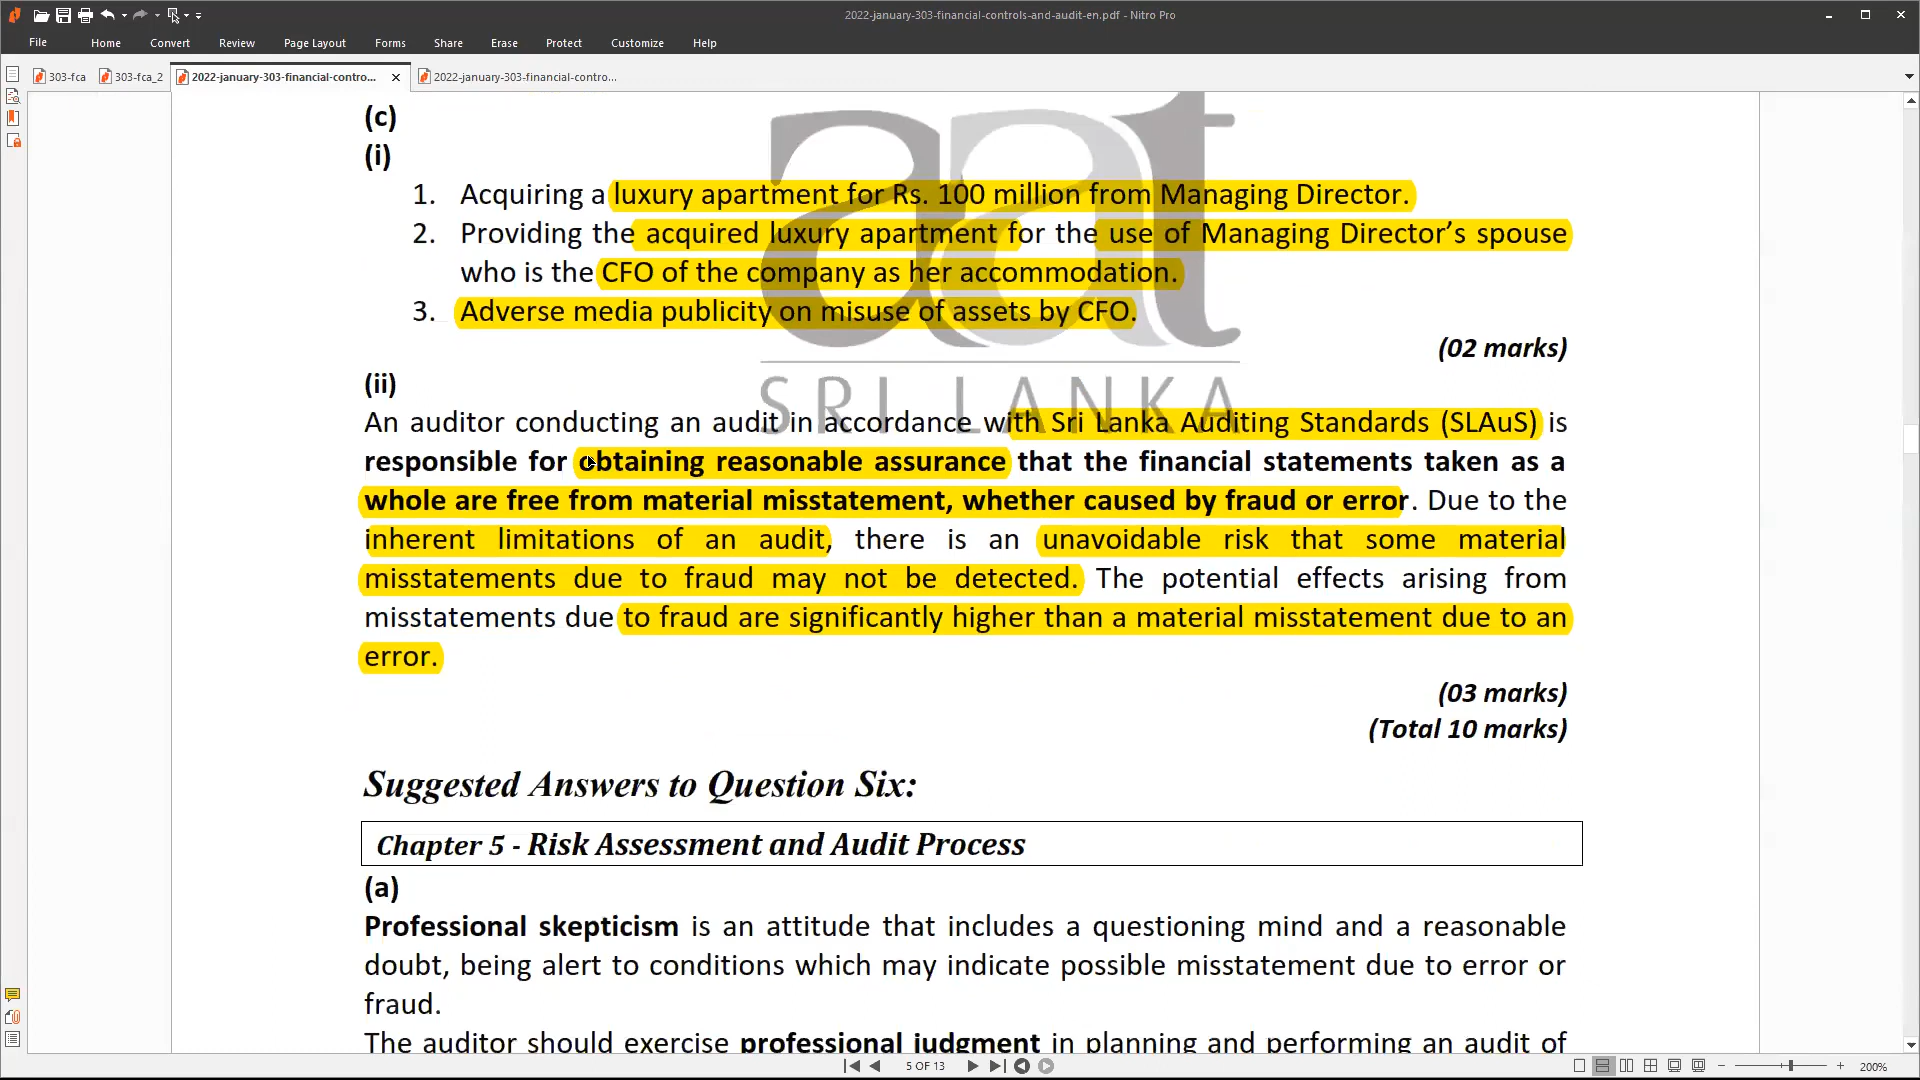 2022-january-303-financial-controls-and-audit-en.pdf - Nitro Pro
File Home Convert Review Page Layout Forms Share Erase Protect Customize Help
303-fca 303-fca_2 2022-january-303-financial-contro... 2022-january-303-financial-contro...
aat
SRI LANKA
(c)
(i)
1. Acquiring a luxury apartment for Rs. 100 million from Managing Director.
2. Providing the acquired luxury apartment for the use of Managing Director’s spouse
who is the CFO of the company as her accommodation.
3. Adverse media publicity on misuse of assets by CFO.
(02 marks)
(ii)
An auditor conducting an audit in accordance with Sri Lanka Auditing Standards (SLAuS) is
responsible for obtaining reasonable assurance that the financial statements taken as a
whole are free from material misstatement, whether caused by fraud or error. Due to the
inherent limitations of an audit, there is an unavoidable risk that some material
misstatements due to fraud may not be detected. The potential effects arising from
misstatements due to fraud are significantly higher than a material misstatement due to an
error.
(03 marks)
(Total 10 marks)
Suggested Answers to Question Six:
Chapter 5 - Risk Assessment and Audit Process
(a)
Professional skepticism is an attitude that includes a questioning mind and a reasonable
doubt, being alert to conditions which may indicate possible misstatement due to error or
fraud.
The auditor should exercise professional judgment in planning and performing an audit of
5 OF 13
200%